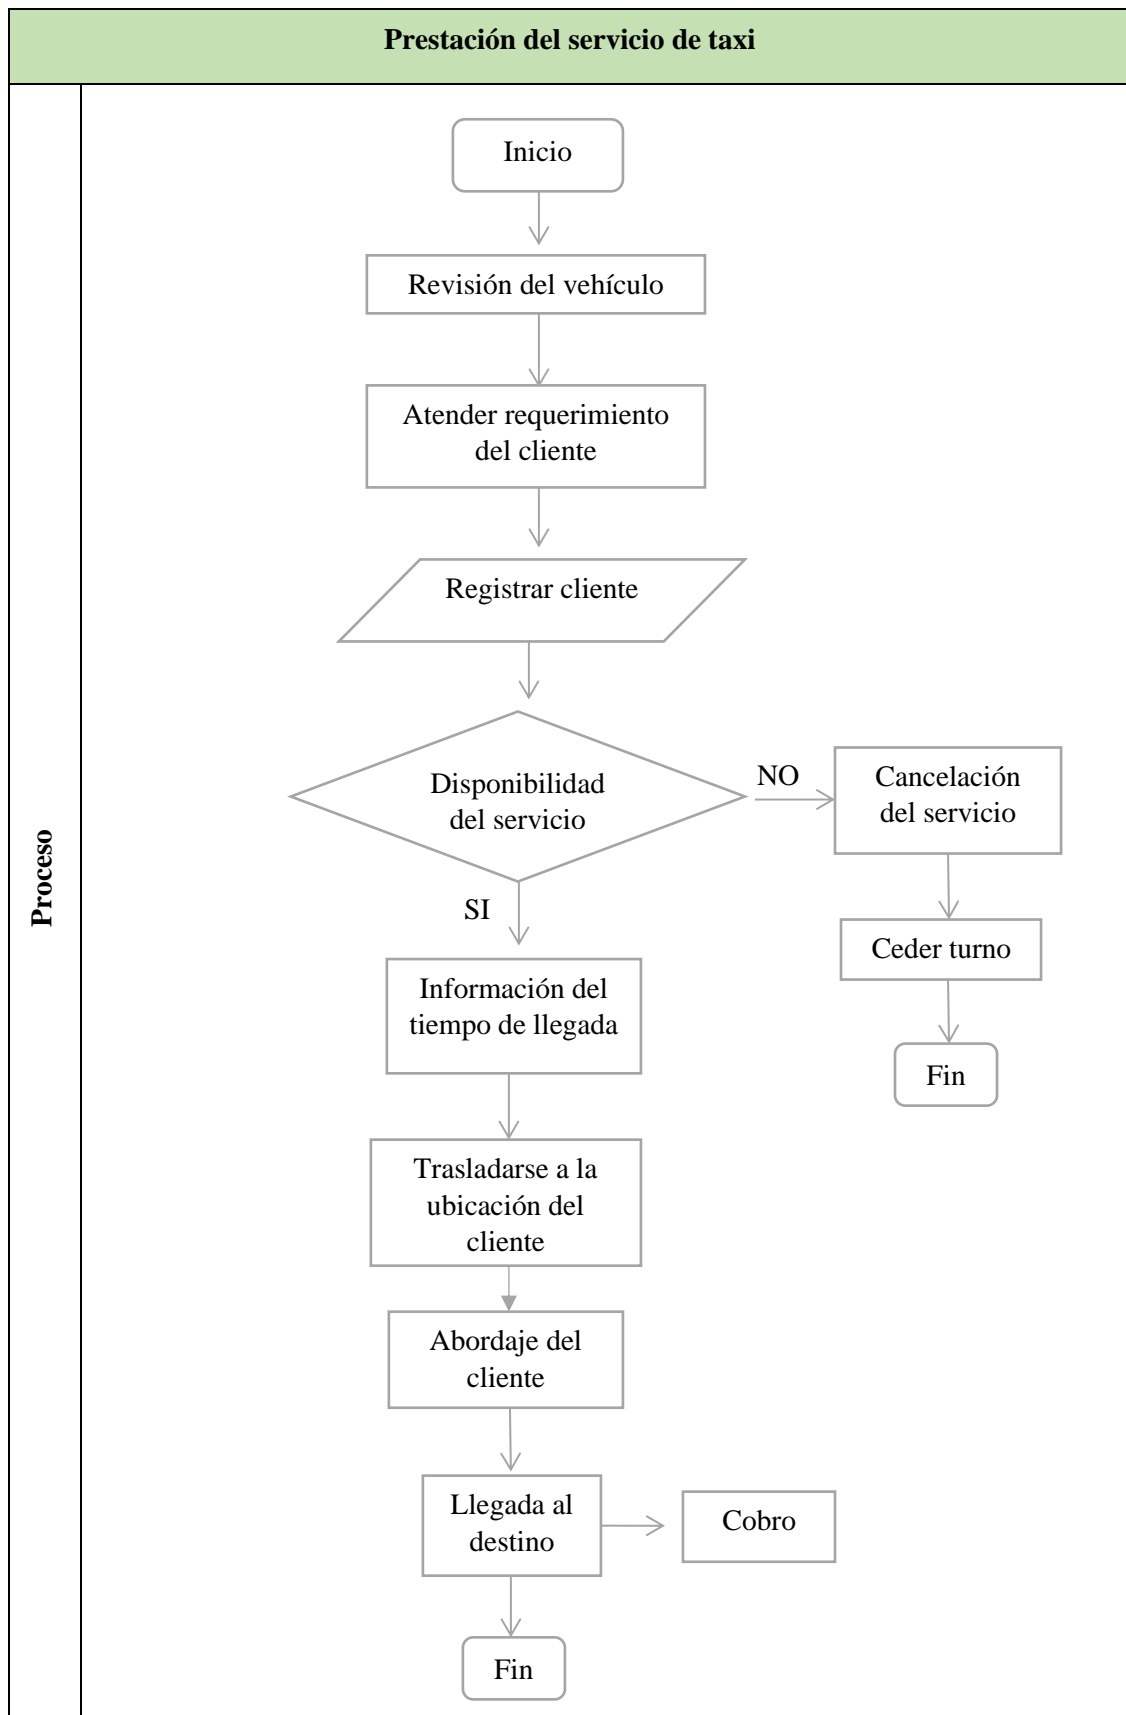 Prestación del servicio de taxi
Proceso
Inicio
Revisión del vehículo
Atender requerimiento
del cliente
Registrar cliente
Disponibilidad
del servicio
NO
Cancelación
del servicio
Ceder turno
Fin
SI
Información del
tiempo de llegada
Trasladarse a la
ubicación del
cliente
Abordaje del
cliente
Llegada al
destino
Cobro
Fin